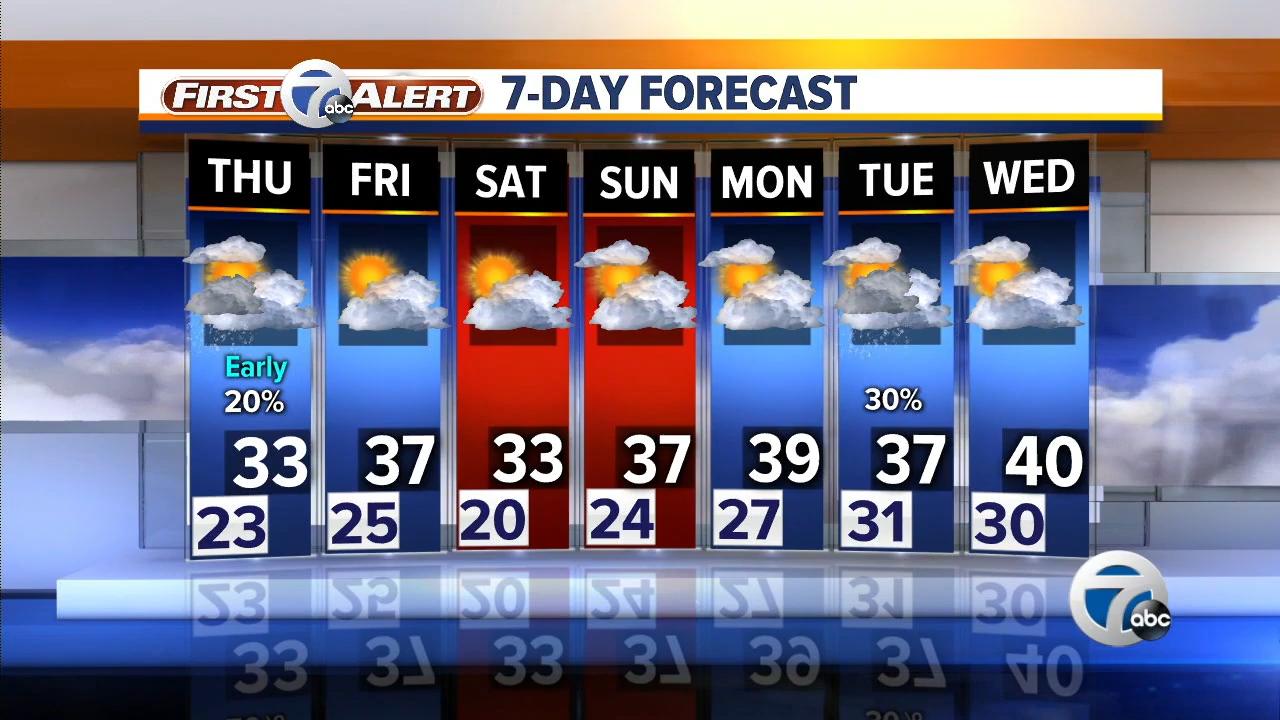 FIRST 7 abc ALERT 7-DAY FORECAST
THU FRI SAT SUN MON TUE WED
Early
20% 30%
33 37 33 37 39 37 40
23 25 20 24 27 31 30
7 abc